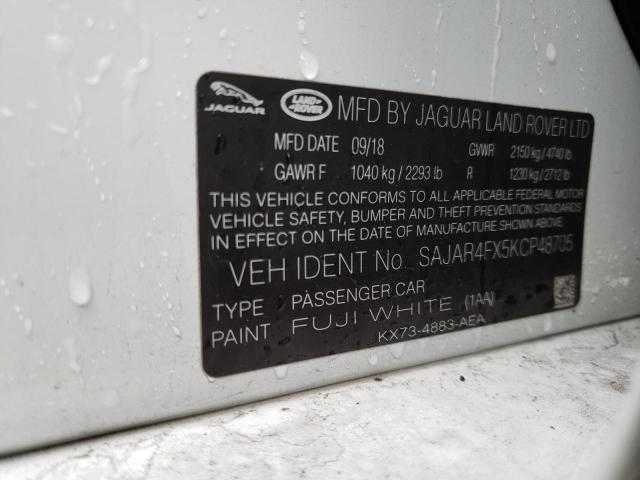 JAGUAR LAND ROVER MFD BY JAGUAR LAND ROVER LTD
MFD DATE 09/18 GVWR 2150 kg / 4740 lb
GAWR F 1040 kg / 2293 lb R 1230 kg / 2712 lb
THIS VEHICLE CONFORMS TO ALL APPLICABLE FEDERAL MOTOR
VEHICLE SAFETY, BUMPER AND THEFT PREVENTION STANDARDS
IN EFFECT ON THE DATE OF MANUFACTURE SHOWN ABOVE.
VEH IDENT No. SAJAR4FX5KCP48705
TYPE PASSENGER CAR
PAINT FUJI WHITE (1AA)
KX73-4883-AEA